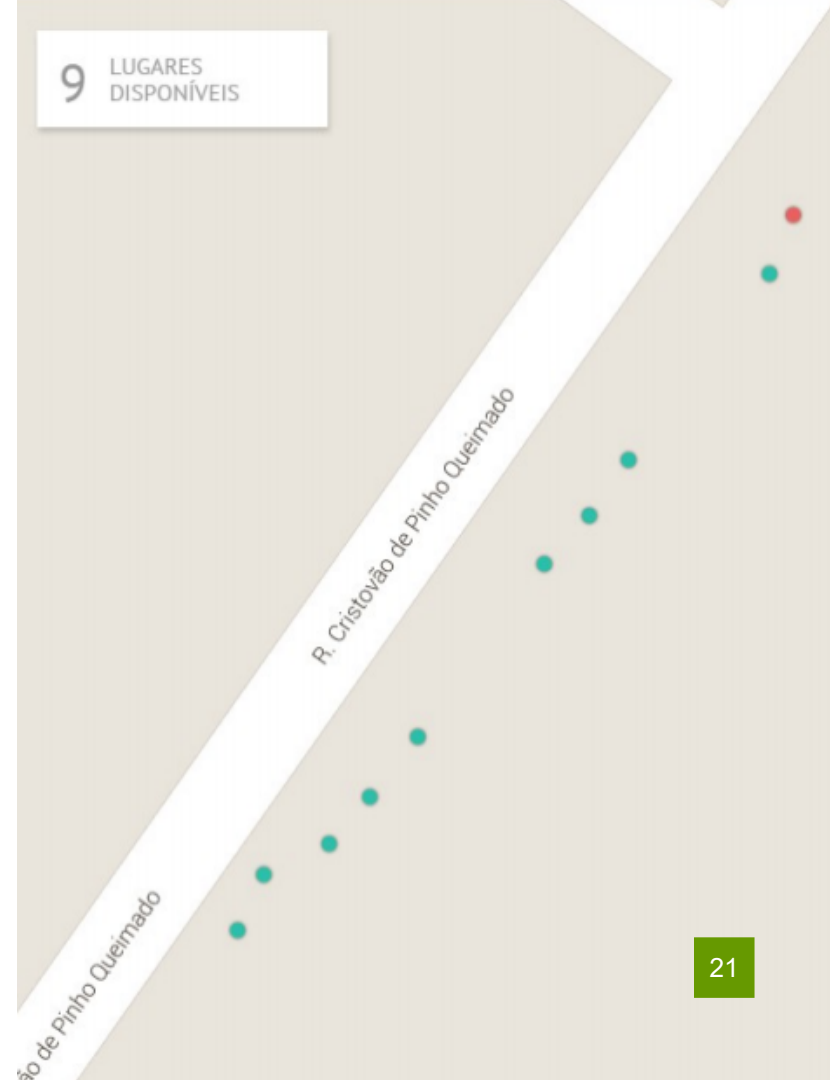 9
LUGARES
DISPONÍVEIS
R. Cristovão de Pinho Queimado
ão de Pinho Queimado
21